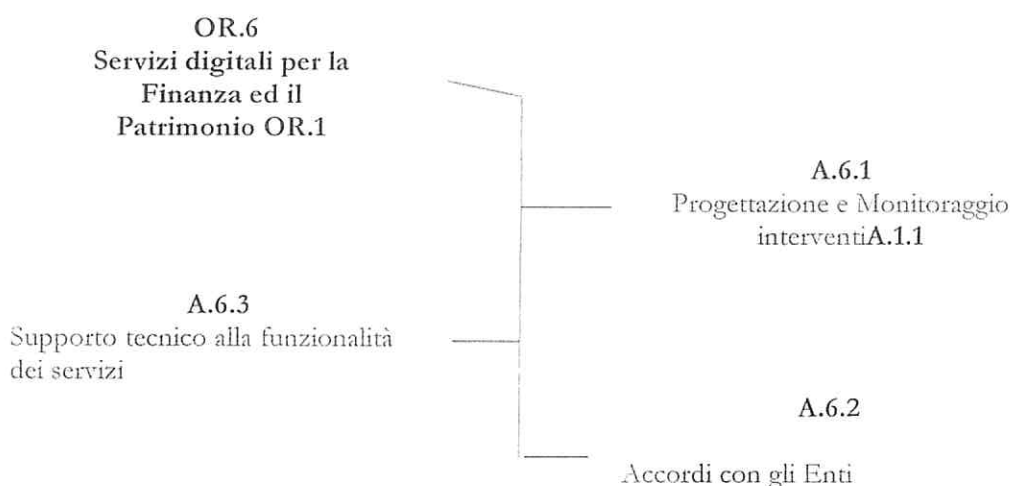 OR.6
Servizi digitali per la
Finanza ed il
Patrimonio OR.1
A.6.1
Progettazione e Monitoraggio
interventiA.1.1
A.6.3
Supporto tecnico alla funzionalità
dei servizi
A.6.2
Accordi con gli Enti